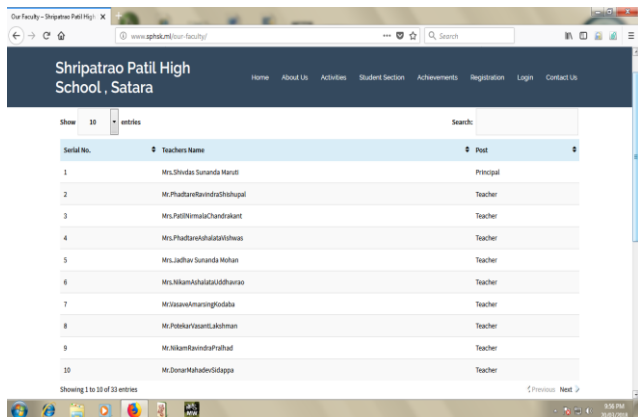 Our Faculty – Shripatrao Patil High
www.sphsk.ml/our-faculty/
Search
Shripatrao Patil High School , Satara
Home About Us Activities Student Section Achievements Registration Login Contact Us
Show 10 entries Search:
Serial No. Teachers Name Post
1 Mrs.Shivdas Sunanda Maruti Principal
2 Mr.PhadtareRavindraShishupal Teacher
3 Mrs.PatilNirmalaChandrakant Teacher
4 Mrs.PhadtareAshalataVishwas Teacher
5 Mrs.Jadhav Sunanda Mohan Teacher
6 Mrs.NikamAshalataUddhavrao Teacher
7 Mr.VasaveAmarsingKodaba Teacher
8 Mr.PotekarVasantLakshman Teacher
9 Mr.NikamRavindraPralhad Teacher
10 Mr.DonarMahadevSidappa Teacher
Showing 1 to 10 of 33 entries Previous Next
MW
9:56 PM